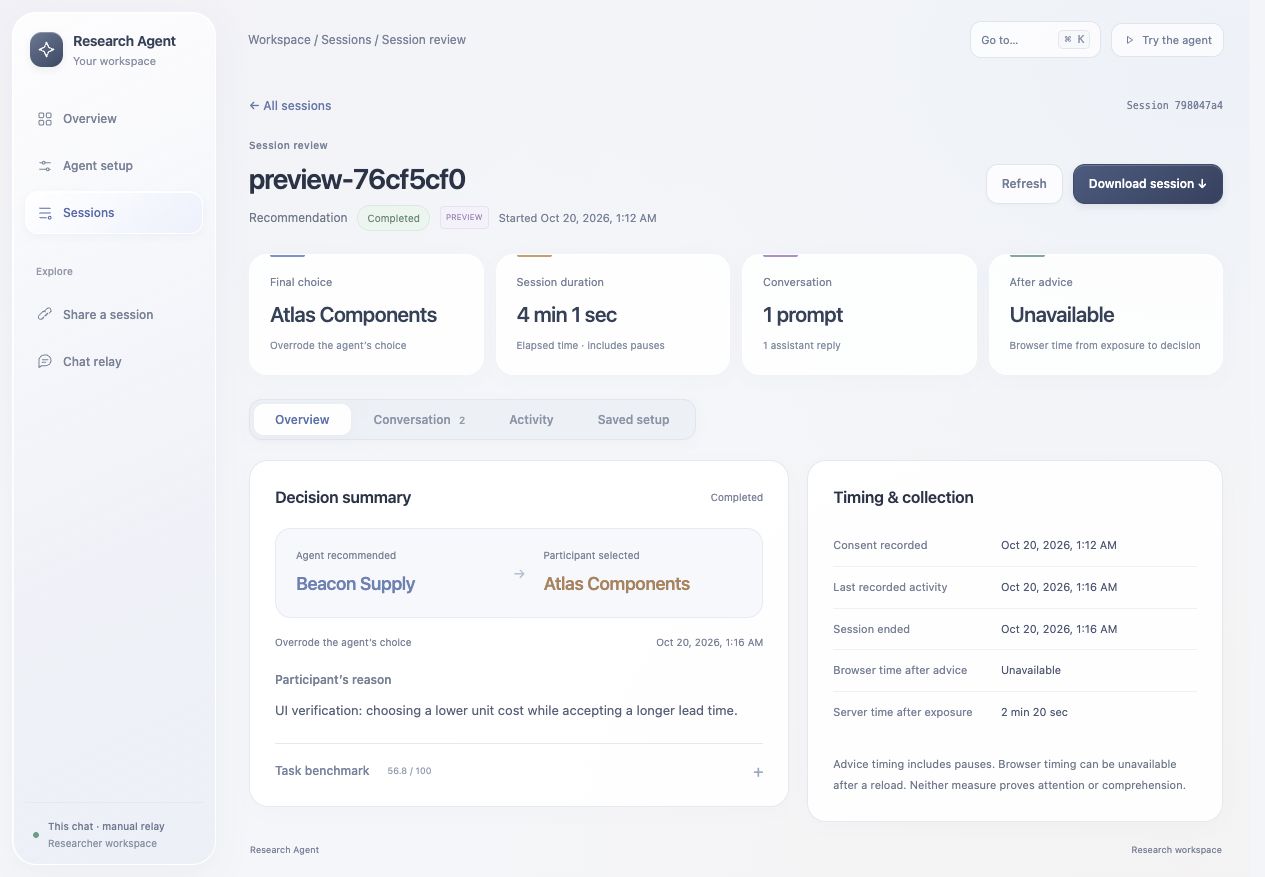 Research Agent
Your workspace
Overview
Agent setup
Sessions
Explore
Share a session
Chat relay
This chat · manual relay
Researcher workspace
Workspace / Sessions / Session review
Go to... ⌘ K
Try the agent
← All sessions
Session 798047a4
Session review
preview-76cf5cf0
Refresh
Download session ↓
Recommendation Completed PREVIEW Started Oct 20, 2026, 1:12 AM
Final choice
Atlas Components
Overrode the agent's choice
Session duration
4 min 1 sec
Elapsed time · includes pauses
Conversation
1 prompt
1 assistant reply
After advice
Unavailable
Browser time from exposure to decision
Overview Conversation 2 Activity Saved setup
Decision summary Completed
Agent recommended
Beacon Supply
→
Participant selected
Atlas Components
Overrode the agent's choice Oct 20, 2026, 1:16 AM
Participant's reason
UI verification: choosing a lower unit cost while accepting a longer lead time.
Task benchmark 56.8 / 100 +
Timing & collection
Consent recorded Oct 20, 2026, 1:12 AM
Last recorded activity Oct 20, 2026, 1:16 AM
Session ended Oct 20, 2026, 1:16 AM
Browser time after advice Unavailable
Server time after exposure 2 min 20 sec
Advice timing includes pauses. Browser timing can be unavailable
after a reload. Neither measure proves attention or comprehension.
Research Agent
Research workspace